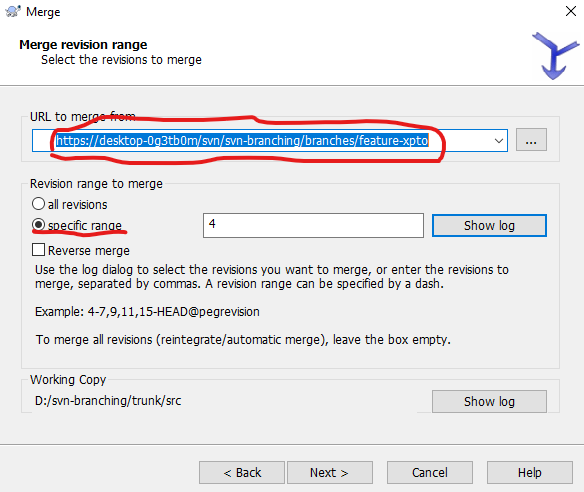 Merge
Merge revision range
Select the revisions to merge
URL to merge from
https://desktop-0g3tb0m/svn/svn-branching/branches/feature-xpto
...
Revision range to merge
all revisions
specific range
4
Show log
Reverse merge
Use the log dialog to select the revisions you want to merge, or enter the revisions to
merge, separated by commas. A revision range can be specified by a dash.
Example: 4-7,9,11,15-HEAD@pegrevision
To merge all revisions (reintegrate/automatic merge), leave the box empty.
Working Copy
D:/svn-branching/trunk/src
Show log
< Back
Next >
Cancel
Help